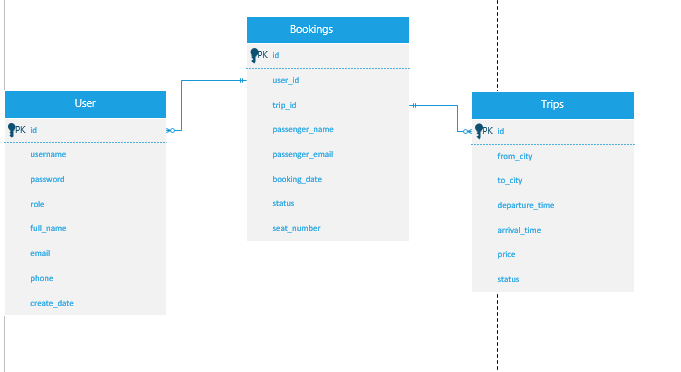 Bookings
PK id
user_id
trip_id
passenger_name
passenger_email
booking_date
status
seat_number
User
PK id
username
password
role
full_name
email
phone
create_date
Trips
PK id
from_city
to_city
departure_time
arrival_time
price
status